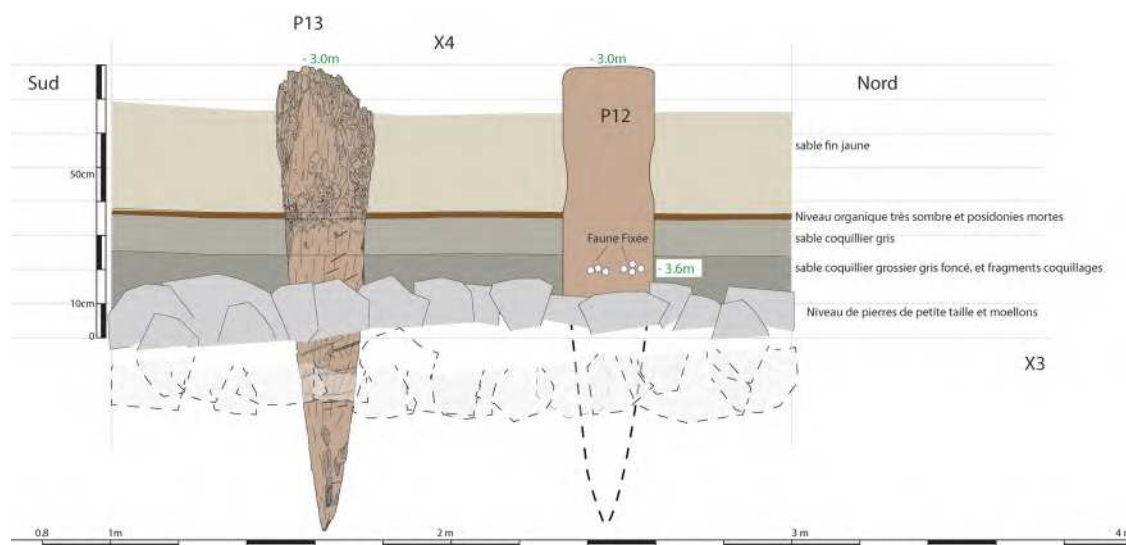 P13
X4
- 3.0m
- 3.0m
Sud
Nord
P12
sable fin jaune
50cm
Niveau organique très sombre et posidonies mortes
sable coquillier gris
Faune Fixée
- 3.6m
sable coquillier grossier gris foncé, et fragments coquillages
10cm
Niveau de pierres de petite taille et moellons
0
X3
0.8
1m
2 m
3 m
4 m